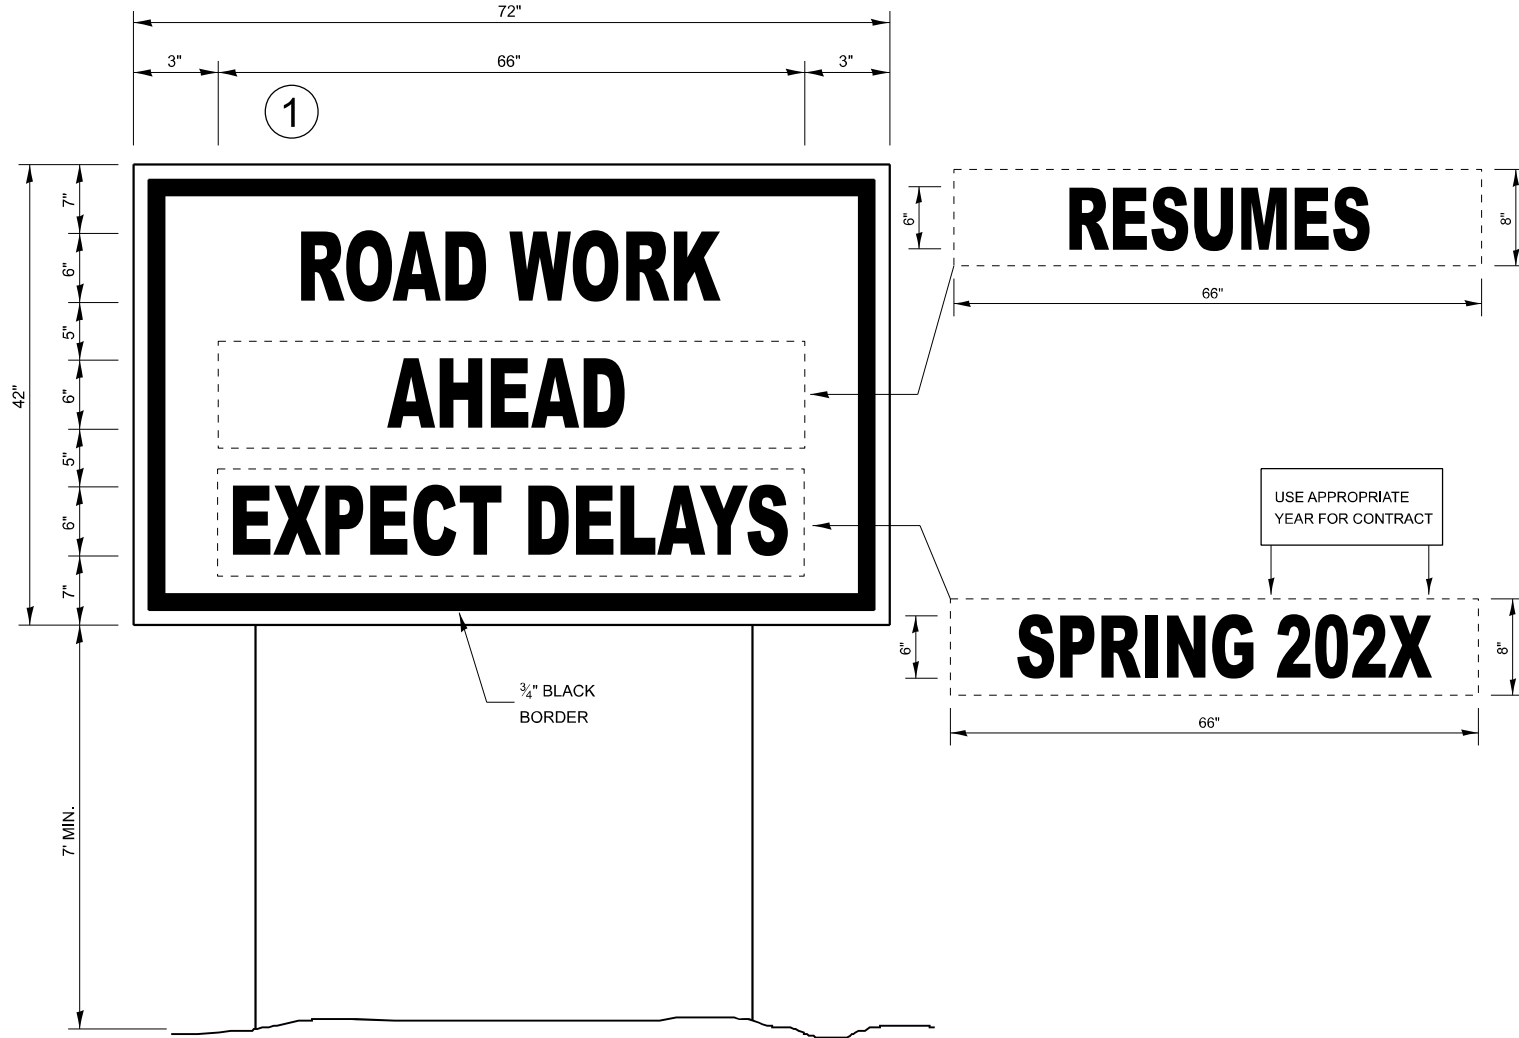 72"
3"
66"
3"
1
42"
7"
6"
5"
6"
5"
6"
7"
7' MIN.
ROAD WORK
AHEAD
EXPECT DELAYS
¾" BLACK
BORDER
6"
RESUMES
8"
66"
USE APPROPRIATE
YEAR FOR CONTRACT
6"
SPRING 202X
8"
66"